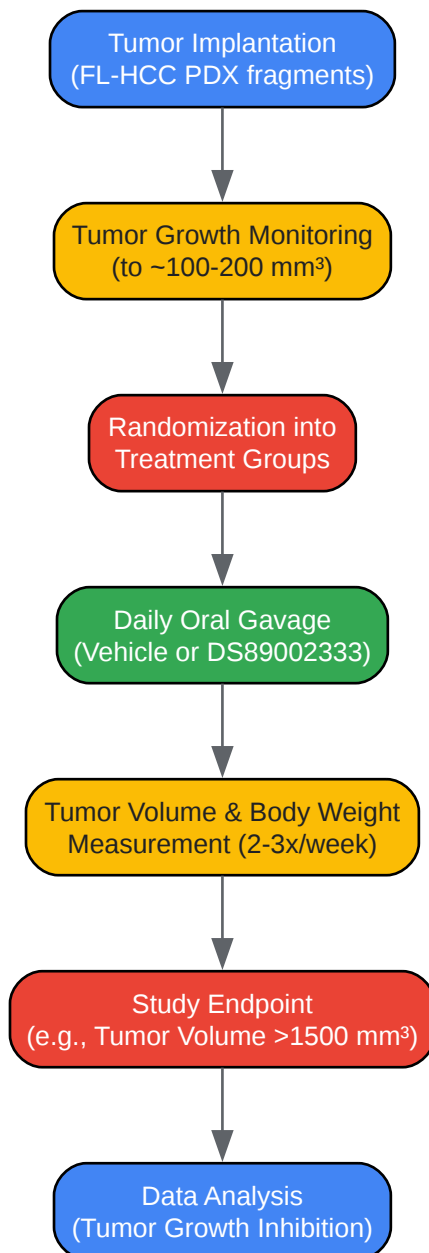 Tumor Implantation
(FL-HCC PDX fragments)
Tumor Growth Monitoring
(to ~100-200 mm³)
Randomization into
Treatment Groups
Daily Oral Gavage
(Vehicle or DS89002333)
Tumor Volume & Body Weight
Measurement (2-3x/week)
Study Endpoint
(e.g., Tumor Volume >1500 mm³)
Data Analysis
(Tumor Growth Inhibition)